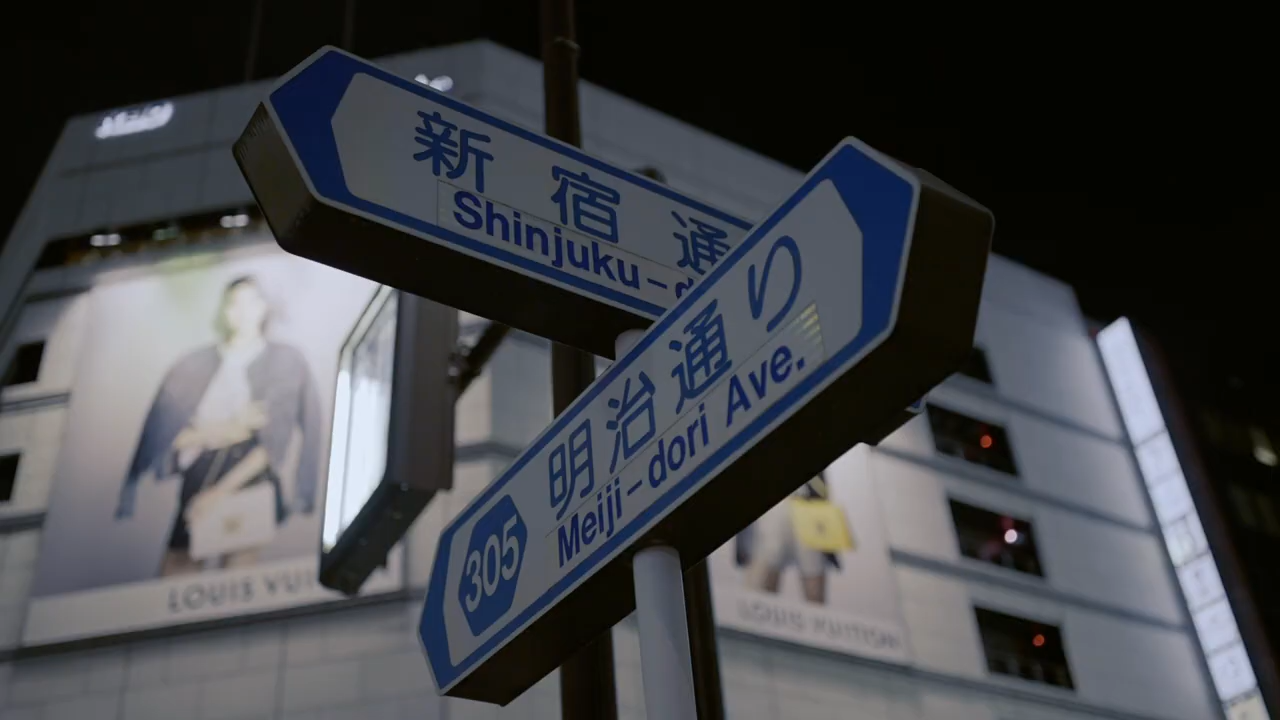 新宿通
Shinjuku-d
明治通り
Meiji-dori Ave.
305
LOUIS VUI
LOUIS VUITTON